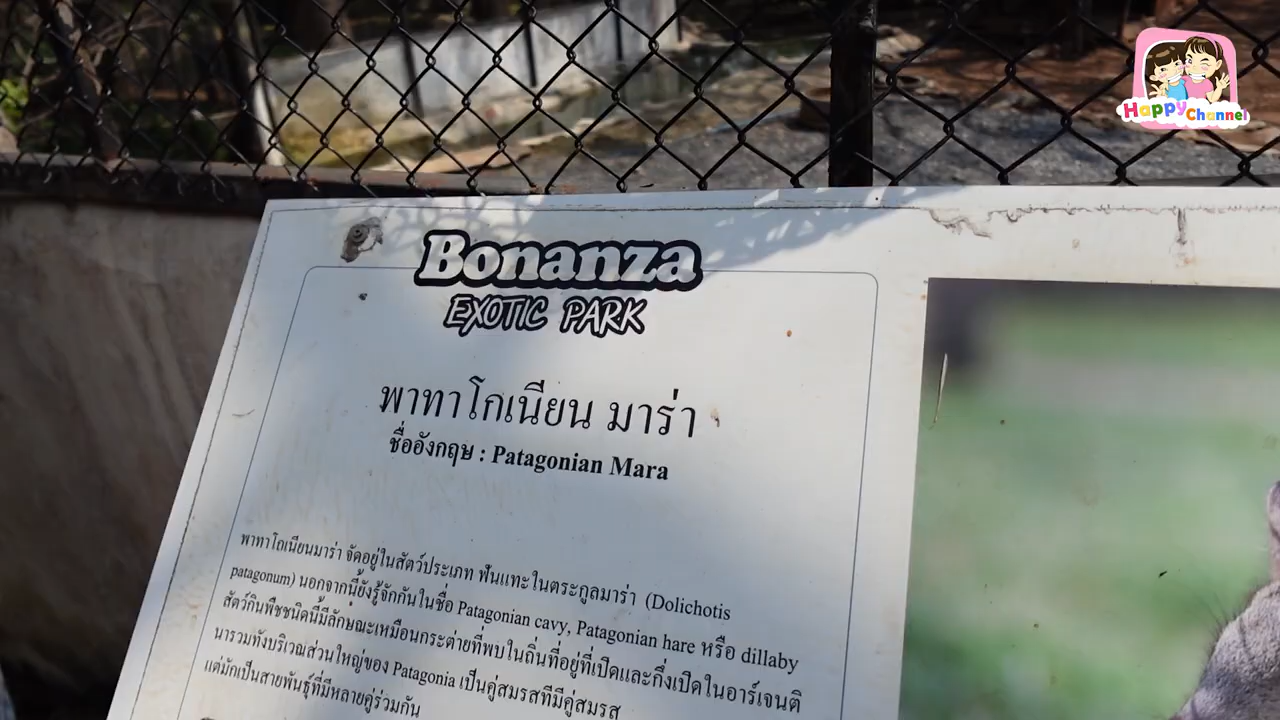 Happy Channel
Bonanza
EXOTIC PARK
พาทาโกเนียน มาร่า
ชื่ออังกฤษ : Patagonian Mara
พาทาโถเนียนมาร่า จัดอยู่ในสัตว์ประเภท ฟันแทะในตระกูลมาร่า (Dolichotis
patagonum) นอกจากนี้ยังรู้จักกันในชื่อ Patagonian cavy, Patagonian hare หรือ dillaby
สัตว์กินพืชชนิดนี้มีลักษณะเหมือนกระต่ายที่พบในถิ่นที่อยู่ที่เปิดและกึ่งเปิดในอาร์เจนติ
นารวมทั้งบริเวณส่วนใหญ่ของ Patagonia เป็นคู่สมรสทีมีคู่สมรส
แต่มักเป็นสายพันธุ์ที่มีหลายคู่ร่วมกัน